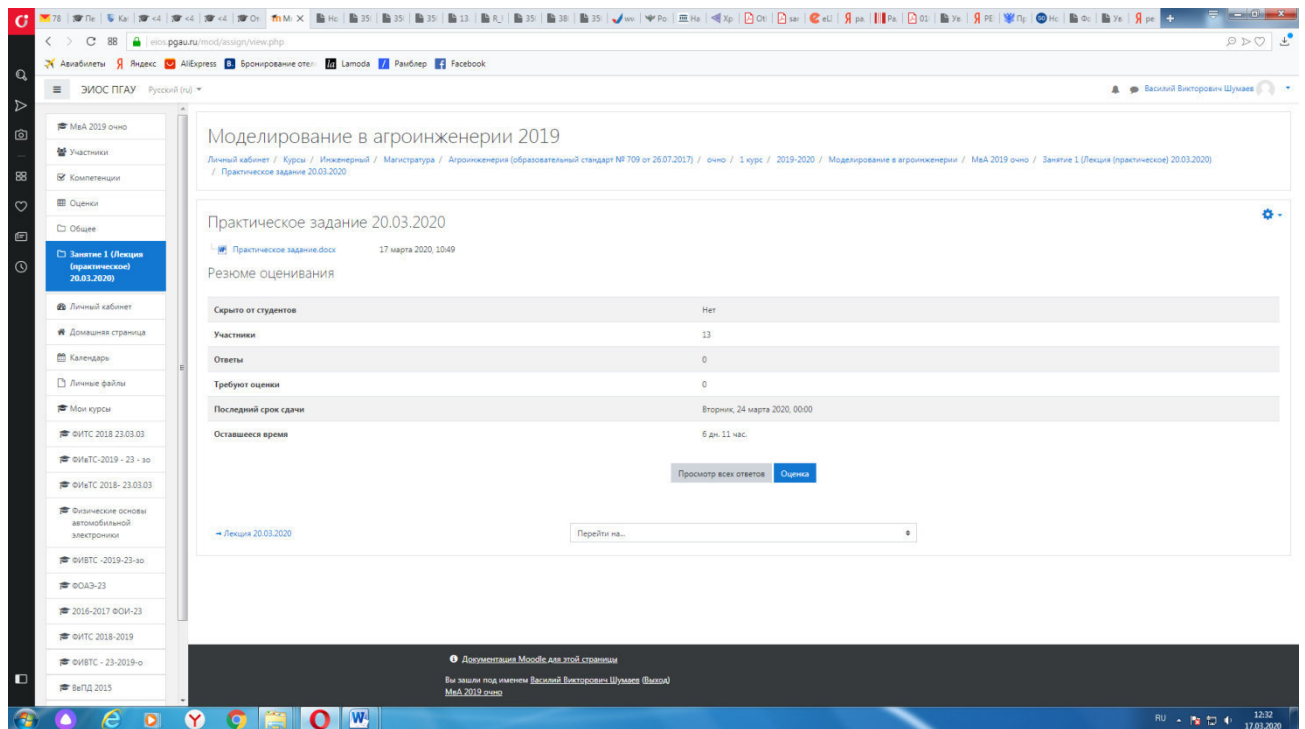 eios.pgau.ru/mod/assign/view.php
Авиабилеты Яндекс AliExpress Бронирование отел Lamoda Рамблер Facebook
ЭИОС ПГАУ Русский (ru)
Василий Викторович Шумаев
МвА 2019 очно
Участники
Компетенции
Оценки
Общее
Занятие 1 (Лекция
(практическое)
20.03.2020)
Личный кабинет
Домашняя страница
Календарь
Личные файлы
Мои курсы
ФИТС 2018 23.03.03
ФИвТС-2019 - 23 - зо
ФИвТС 2018- 23.03.03
Физические основы
автомобильной
электроники
ФИВТС -2019-23-зо
ФОАЭ-23
2016-2017 ФОИ-23
ФИТС 2018-2019
ФИВТС - 23-2019-о
ВвПД 2015
Моделирование в агроинженерии 2019
Личный кабинет / Курсы / Инженерный / Магистратура / Агроинженерия (образовательный стандарт № 709 от 26.07.2017) / очно / 1 курс / 2019-2020 / Моделирование в агроинженерии / МвА 2019 очно / Занятие 1 (Лекция (практическое) 20.03.2020)
/ Практическое задание 20.03.2020
Практическое задание 20.03.2020
Практическое задание.docx 17 марта 2020, 10:49
Резюме оценивания
Скрыто от студентов Нет
Участники 13
Ответы 0
Требуют оценки 0
Последний срок сдачи Вторник, 24 марта 2020, 00:00
Оставшееся время 6 дн. 11 час.
Просмотр всех ответов Оценка
Лекция 20.03.2020 Перейти на...
Документация Moodle для этой страницы
Вы зашли под именем Василий Викторович Шумаев (Выход)
МвА 2019 очно
RU 12:32
17.03.2020